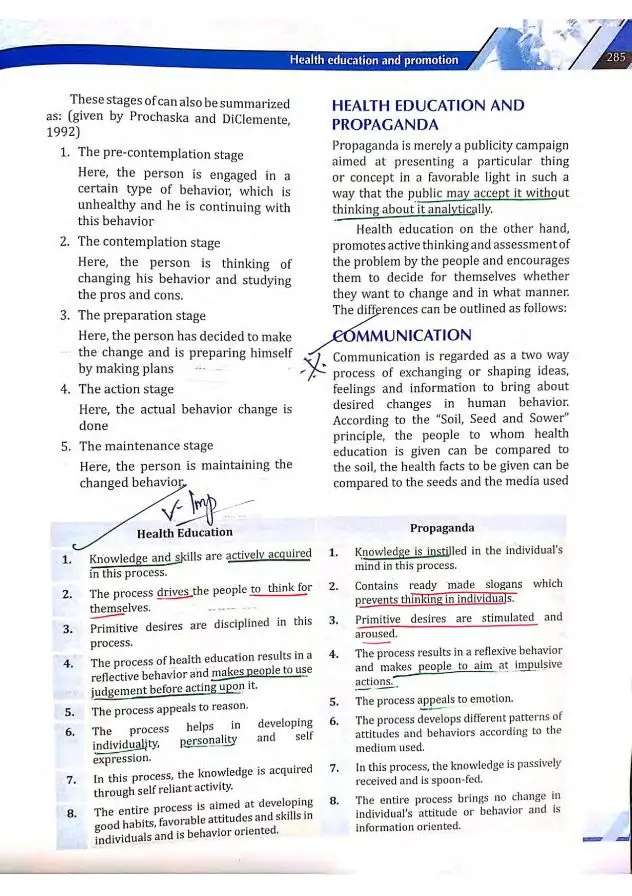 Health education and promotion
285
These stages of can also be summarized
as: (given by Prochaska and DiClemente,
1992)
1. The pre-contemplation stage
Here, the person is engaged in a
certain type of behavior, which is
unhealthy and he is continuing with
this behavior
2. The contemplation stage
Here, the person is thinking of
changing his behavior and studying
the pros and cons.
3. The preparation stage
Here, the person has decided to make
the change and is preparing himself
by making plans
4. The action stage
Here, the actual behavior change is
done
5. The maintenance stage
Here, the person is maintaining the
changed behavior.
HEALTH EDUCATION AND
PROPAGANDA
Propaganda is merely a publicity campaign
aimed at presenting a particular thing
or concept in a favorable light in such a
way that the public may accept it without
thinking about it analytically.
Health education on the other hand,
promotes active thinking and assessment of
the problem by the people and encourages
them to decide for themselves whether
they want to change and in what manner.
The differences can be outlined as follows:
COMMUNICATION
Communication is regarded as a two way
process of exchanging or shaping ideas,
feelings and information to bring about
desired changes in human behavior.
According to the "Soil, Seed and Sower"
principle, the people to whom health
education is given can be compared to
the soil, the health facts to be given can be
compared to the seeds and the media used
V-Imp
Health Education
1. Knowledge and skills are actively acquired
in this process.
2. The process drives the people to think for
themselves.
3. Primitive desires are disciplined in this
process.
4. The process of health education results in a
reflective behavior and makes people to use
judgement before acting upon it.
5. The process appeals to reason.
6. The process helps in developing
individuality, personality and self
expression.
7. In this process, the knowledge is acquired
through self reliant activity.
8. The entire process is aimed at developing
good habits, favorable attitudes and skills in
individuals and is behavior oriented.
Propaganda
1. Knowledge is instilled in the individual's
mind in this process.
2. Contains ready made slogans which
prevents thinking in individuals.
3. Primitive desires are stimulated and
aroused.
4. The process results in a reflexive behavior
and makes people to aim at impulsive
actions.
5. The process appeals to emotion.
6. The process develops different patterns of
attitudes and behaviors according to the
medium used.
7. In this process, the knowledge is passively
received and is spoon-fed.
8. The entire process brings no change in
individual's attitude or behavior and is
information oriented.